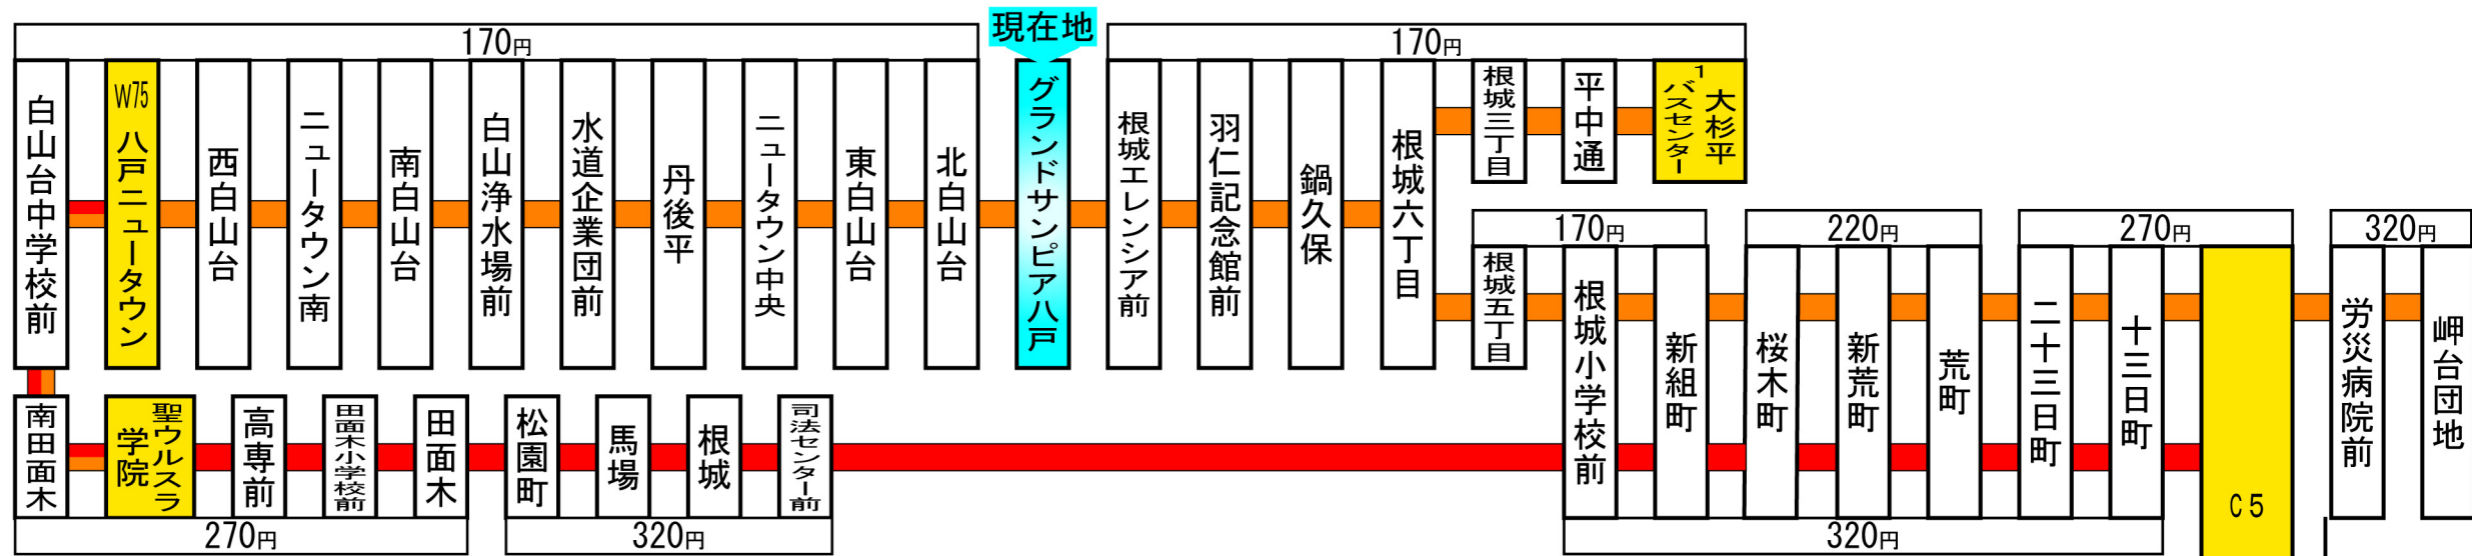 現在地
170円
170円
白山台中学校前
W75 八戸ニュータウン
西白山台
ニュータウン南
南白山台
白山浄水場前
水道企業団前
丹後平
ニュータウン中央
東白山台
北白山台
グランドサンピア八戸
根城エレンシア前
羽仁記念館前
鍋久保
根城六丁目
根城三丁目
平中通
1
大杉平
バスセンター
170円
220円
270円
320円
根城五丁目
根城小学校前
新組町
桜木町
新荒町
荒町
二十三日町
十三日町
C5
労災病院前
岬台団地
南田面木
聖ウルスラ
学院
高専前
田面木小学校前
田面木
松園町
馬場
根城
司法センター前
270円
320円
320円